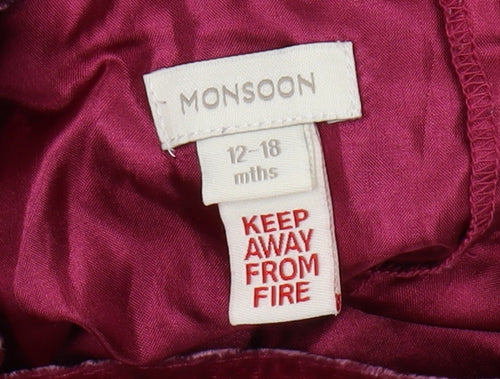 MONSOON
12-18
mths
KEEP
AWAY
FROM
FIRE